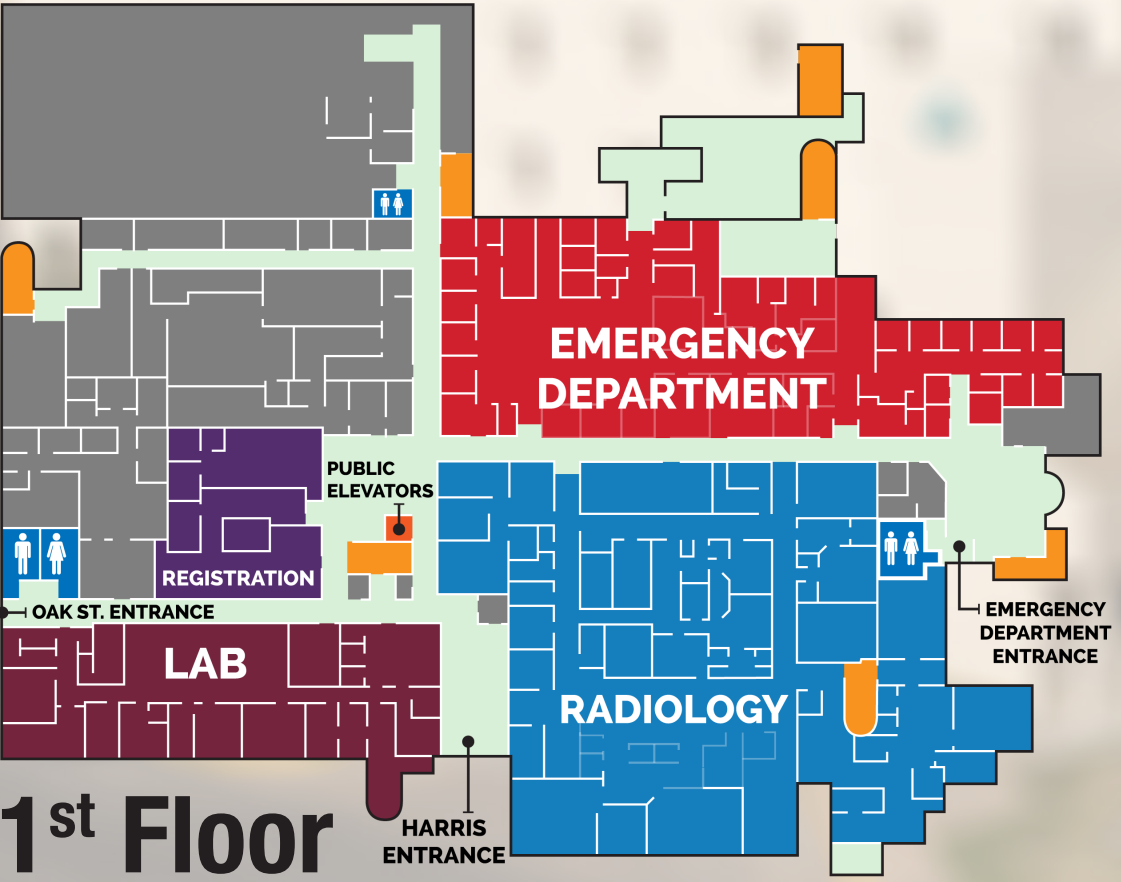 EMERGENCY
DEPARTMENT
PUBLIC
ELEVATORS
REGISTRATION
OAK ST. ENTRANCE
EMERGENCY
DEPARTMENT
ENTRANCE
LAB
RADIOLOGY
1st Floor
HARRIS
ENTRANCE